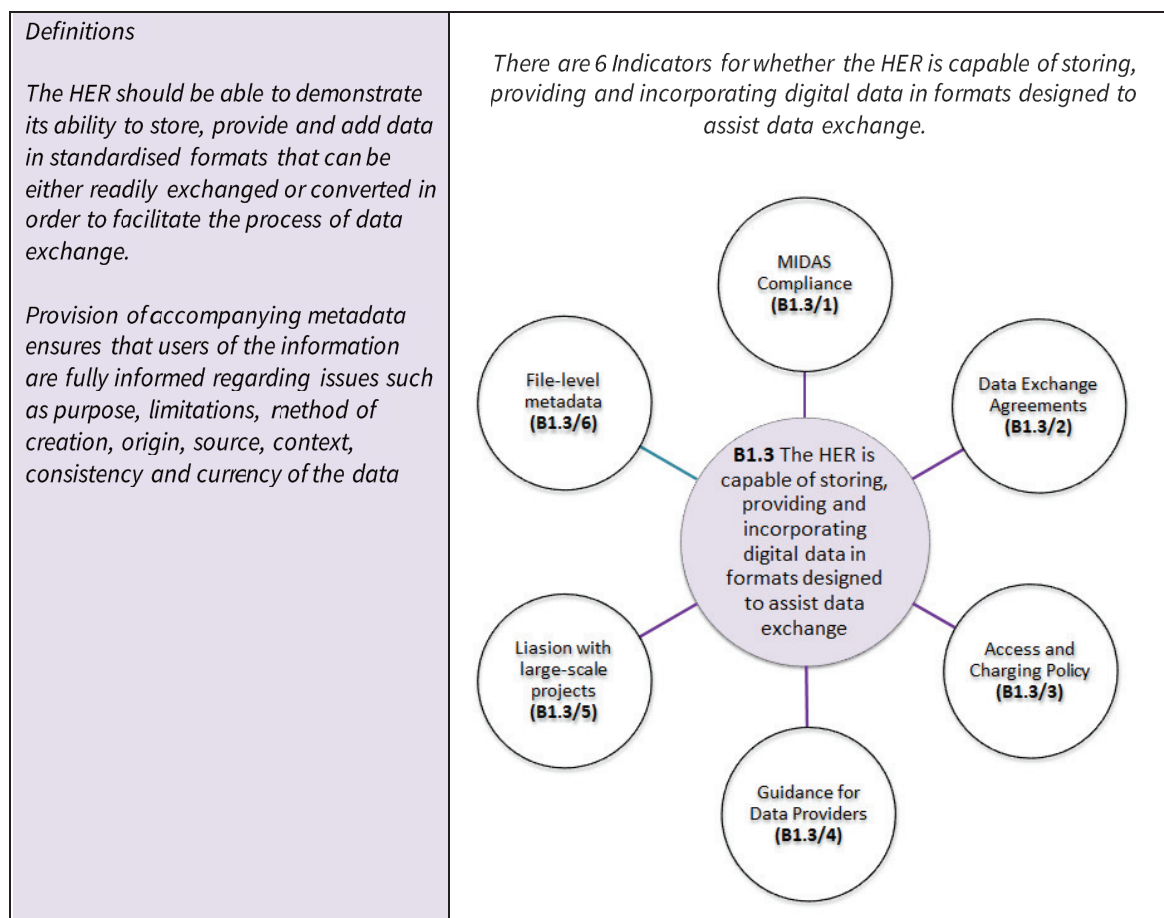 Definitions
The HER should be able to demonstrate
its ability to store, provide and add data
in standardised formats that can be
either readily exchanged or converted in
order to facilitate the process of data
exchange.
Provision of accompanying metadata
ensures that users of the information
are fully informed regarding issues such
as purpose, limitations, method of
creation, origin, source, context,
consistency and currency of the data
There are 6 Indicators for whether the HER is capable of storing,
providing and incorporating digital data in formats designed to
assist data exchange.
MIDAS
Compliance
(B1.3/1)
Data Exchange
Agreements
(B1.3/2)
Access and
Charging Policy
(B1.3/3)
Guidance for
Data Providers
(B1.3/4)
Liasion with
large-scale
projects
(B1.3/5)
File-level
metadata
(B1.3/6)
B1.3 The HER is
capable of storing,
providing and
incorporating
digital data in
formats designed
to assist data
exchange